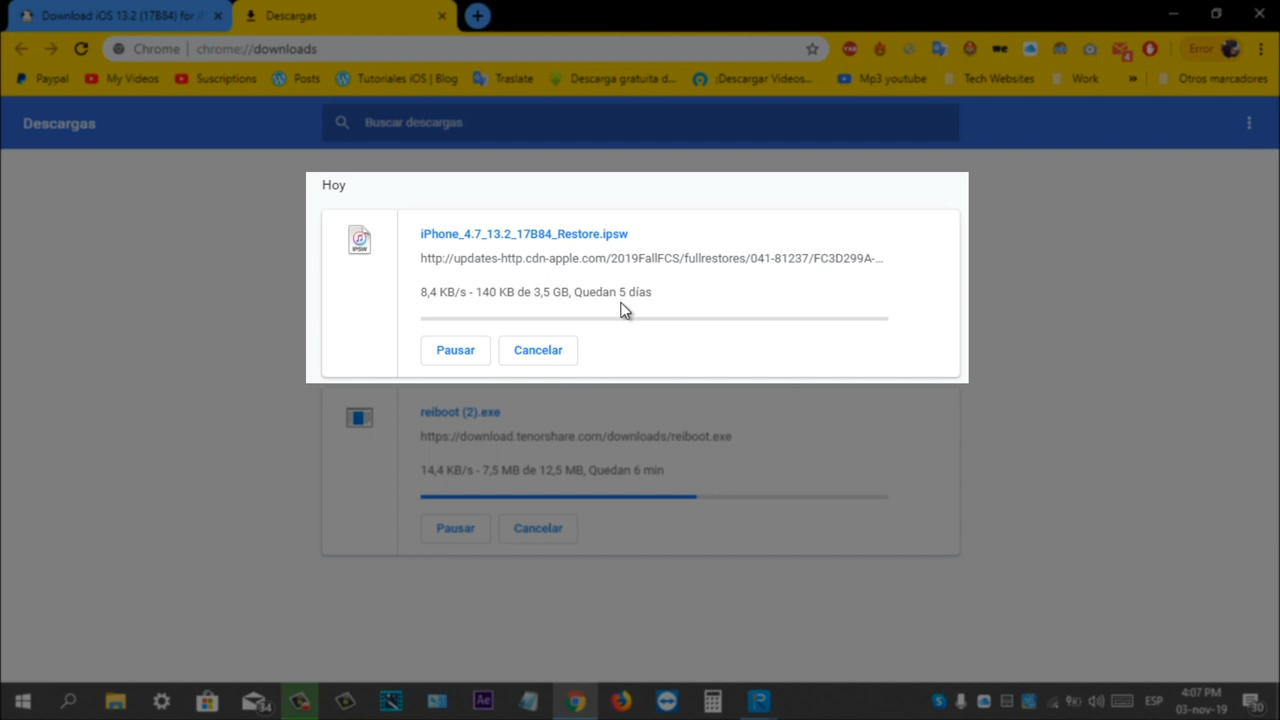 Download iOS 13.2 (17B84) for i
Descargas
Chrome
chrome://downloads
Error
Paypal
My Videos
Suscriptions
Posts
Tutoriales iOS | Blog
Traslate
Descarga gratuita d...
¡Descargar Videos...
Mp3 youtube
Tech Websites
Work
»
Otros marcadores
Descargas
Buscar descargas
Hoy
IPSW
iPhone_4.7_13.2_17B84_Restore.ipsw
http://updates-http.cdn-apple.com/2019FallFCS/fullrestores/041-81237/FC3D299A-...
8,4 KB/s - 140 KB de 3,5 GB, Quedan 5 días
Pausar
Cancelar
reiboot (2).exe
https://download.tenorshare.com/downloads/reiboot.exe
14,4 KB/s - 7,5 MB de 12,5 MB, Quedan 6 min
Pausar
Cancelar
34
Ae
ESP
4:07 PM
03-nov-19
30